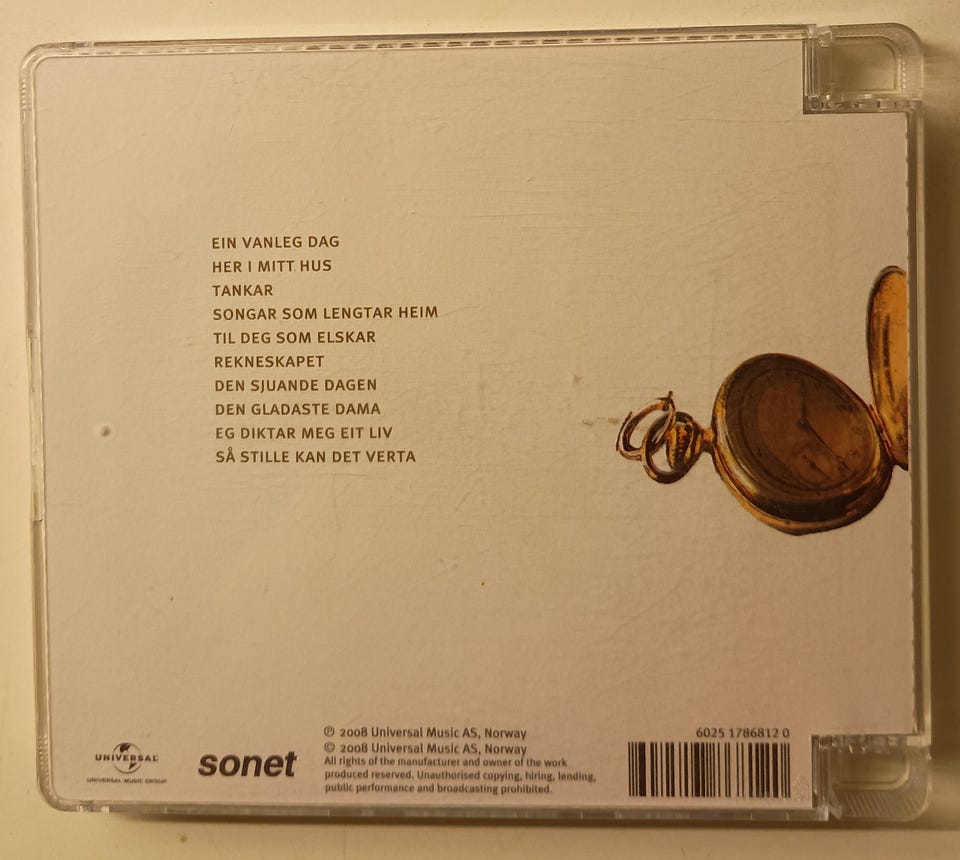 EIN VANLEG DAG
HER I MITT HUS
TANKAR
SONGAR SOM LENGTAR HEIM
TIL DEG SOM ELSKAR
REKNESKAPET
DEN SJUANDE DAGEN
DEN GLADASTE DAMA
EG DIKTAR MEG EIT LIV
SÅ STILLE KAN DET VERTA
UNIVERSAL
UNIVERSAL MUSIC GROUP
sonet
℗ 2008 Universal Music AS, Norway
© 2008 Universal Music AS, Norway
All rights of the manufacturer and owner of the work
produced reserved. Unauthorised copying, hiring, lending,
public performance and broadcasting prohibited.
6025 1786812 0